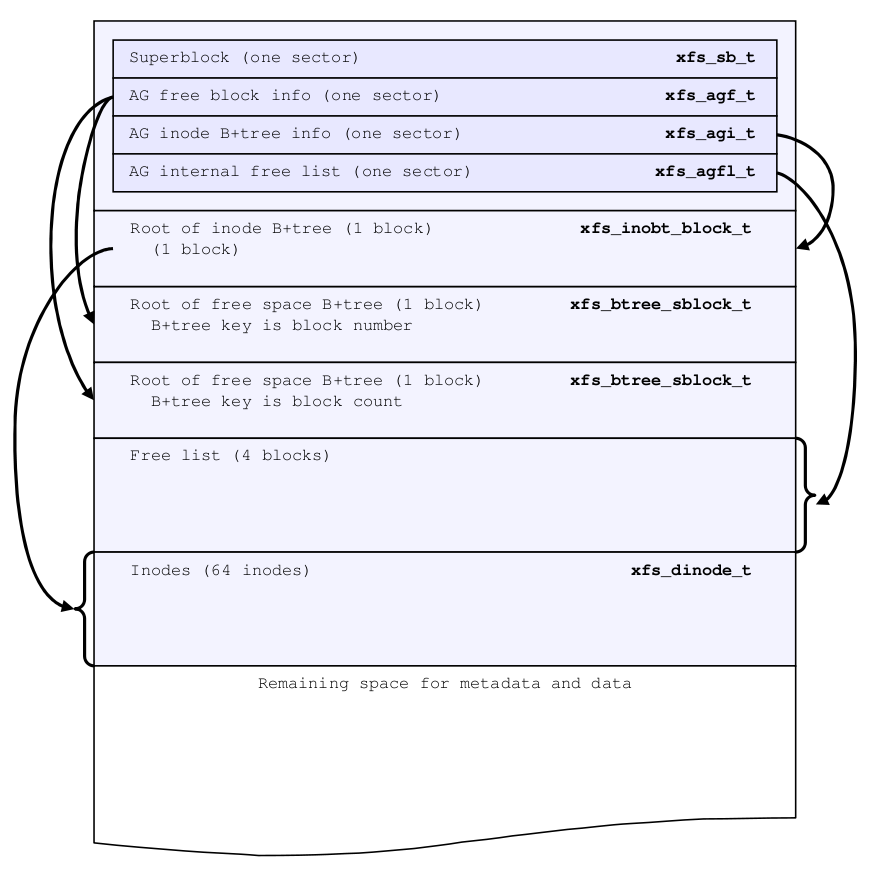 Superblock (one sector) xfs_sb_t
AG free block info (one sector) xfs_agf_t
AG inode B+tree info (one sector) xfs_agi_t
AG internal free list (one sector) xfs_agfl_t
Root of inode B+tree (1 block) xfs_inobt_block_t
(1 block)
Root of free space B+tree (1 block) xfs_btree_sblock_t
B+tree key is block number
Root of free space B+tree (1 block) xfs_btree_sblock_t
B+tree key is block count
Free list (4 blocks)
Inodes (64 inodes) xfs_dinode_t
Remaining space for metadata and data